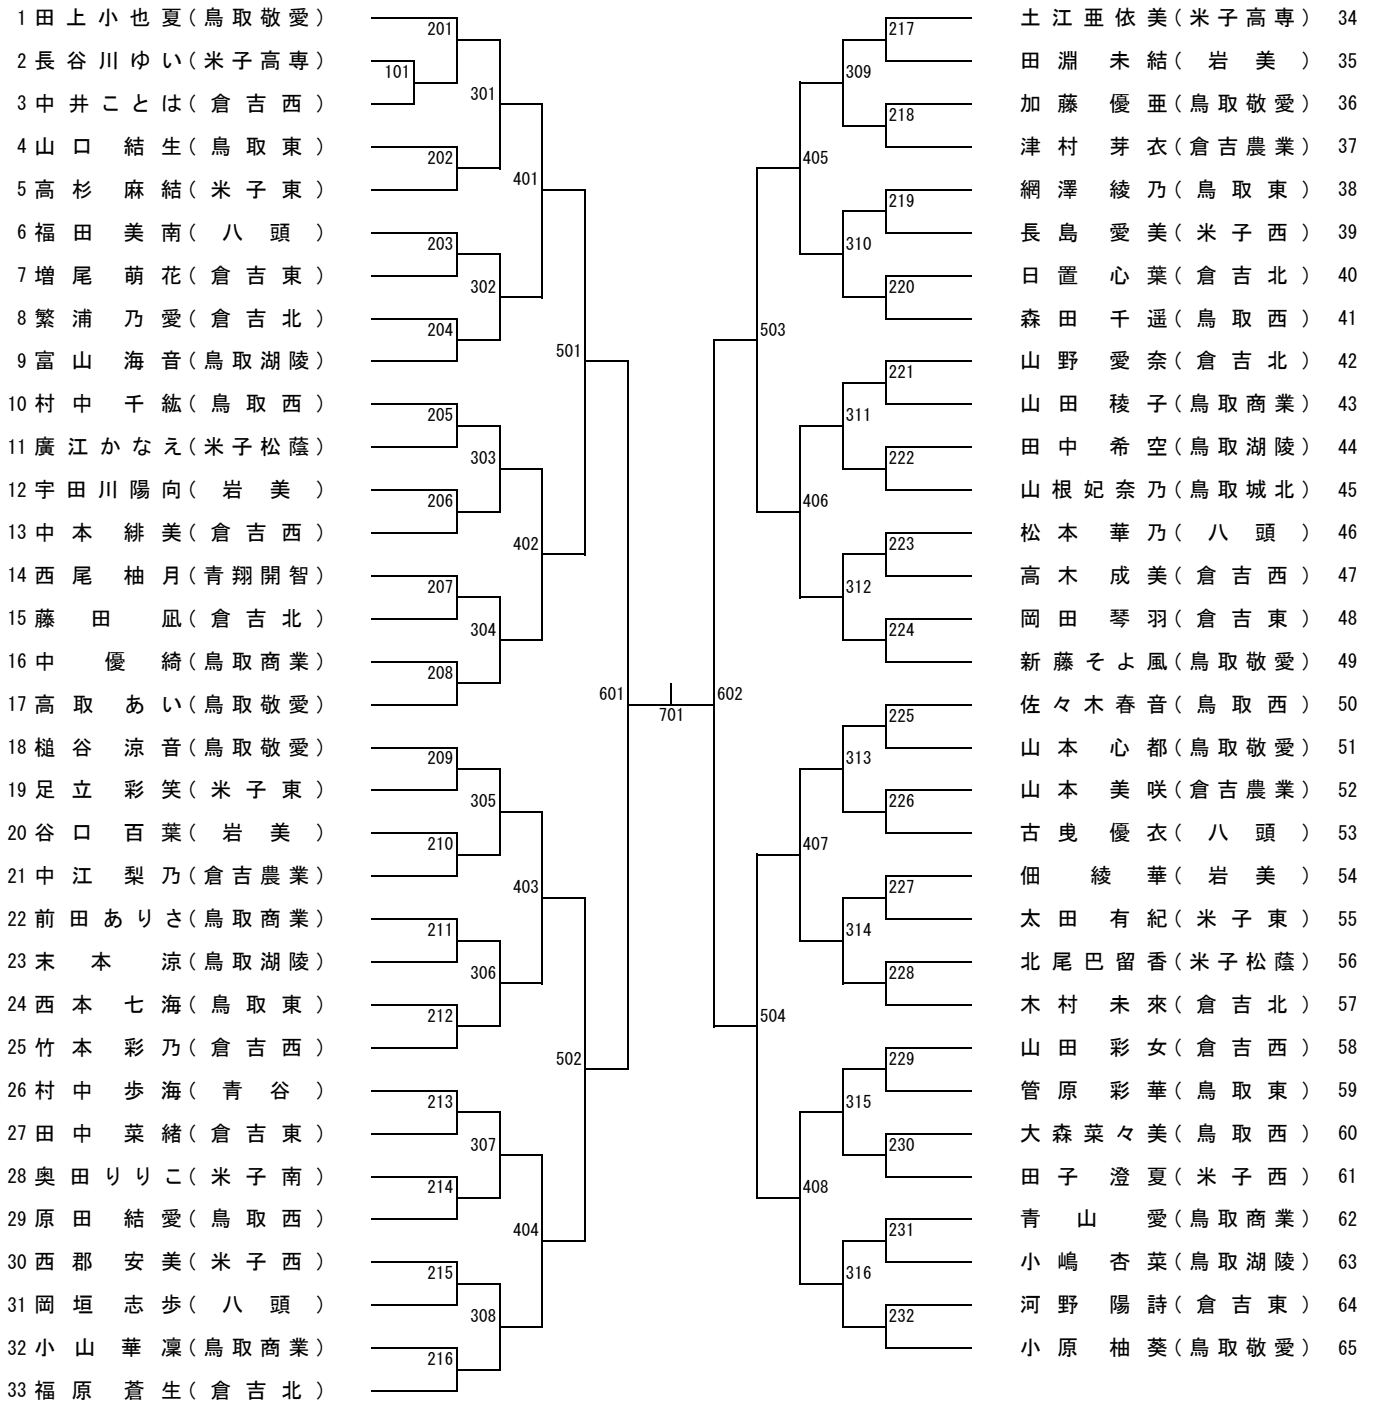 1 田上小也夏(鳥取敬愛)
2 長谷川ゆい(米子高専)
3 中井ことは(倉吉西)
4 山口結生(鳥取東)
5 高杉麻結(米子東)
6 福田美南(八頭)
7 増尾萌花(倉吉東)
8 繁浦乃愛(倉吉北)
9 富山海音(鳥取湖陵)
10 村中千紘(鳥取西)
11 廣江かなえ(米子松蔭)
12 宇田川陽向(岩美)
13 中本緋美(倉吉西)
14 西尾柚月(青翔開智)
15 藤田凪(倉吉北)
16 中優綺(鳥取商業)
17 高取あい(鳥取敬愛)
18 槌谷涼音(鳥取敬愛)
19 足立彩笑(米子東)
20 谷口百葉(岩美)
21 中江梨乃(倉吉農業)
22 前田ありさ(鳥取商業)
23 末本涼(鳥取湖陵)
24 西本七海(鳥取東)
25 竹本彩乃(倉吉西)
26 村中歩海(青谷)
27 田中菜緒(倉吉東)
28 奥田りりこ(米子南)
29 原田結愛(鳥取西)
30 西郡安美(米子西)
31 岡垣志歩(八頭)
32 小山華凜(鳥取商業)
33 福原蒼生(倉吉北)
101
201
202
203
204
205
206
207
208
209
210
211
212
213
214
215
216
301
302
303
304
305
306
307
308
401
402
403
404
501
502
601
701
602
503
504
405
406
407
408
309
310
311
312
313
314
315
316
217
218
219
220
221
222
223
224
225
226
227
228
229
230
231
232
土江亜依美(米子高専) 34
田淵未結(岩美) 35
加藤優亜(鳥取敬愛) 36
津村芽衣(倉吉農業) 37
網澤綾乃(鳥取東) 38
長島愛美(米子西) 39
日置心葉(倉吉北) 40
森田千遥(鳥取西) 41
山野愛奈(倉吉北) 42
山田稜子(鳥取商業) 43
田中希空(鳥取湖陵) 44
山根妃奈乃(鳥取城北) 45
松本華乃(八頭) 46
高木成美(倉吉西) 47
岡田琴羽(倉吉東) 48
新藤そよ風(鳥取敬愛) 49
佐々木春音(鳥取西) 50
山本心都(鳥取敬愛) 51
山本美咲(倉吉農業) 52
古曵優衣(八頭) 53
佃綾華(岩美) 54
太田有紀(米子東) 55
北尾巴留香(米子松蔭) 56
木村未來(倉吉北) 57
山田彩女(倉吉西) 58
管原彩華(鳥取東) 59
大森菜々美(鳥取西) 60
田子澄夏(米子西) 61
青山愛(鳥取商業) 62
小嶋杏菜(鳥取湖陵) 63
河野陽詩(倉吉東) 64
小原柚葵(鳥取敬愛) 65